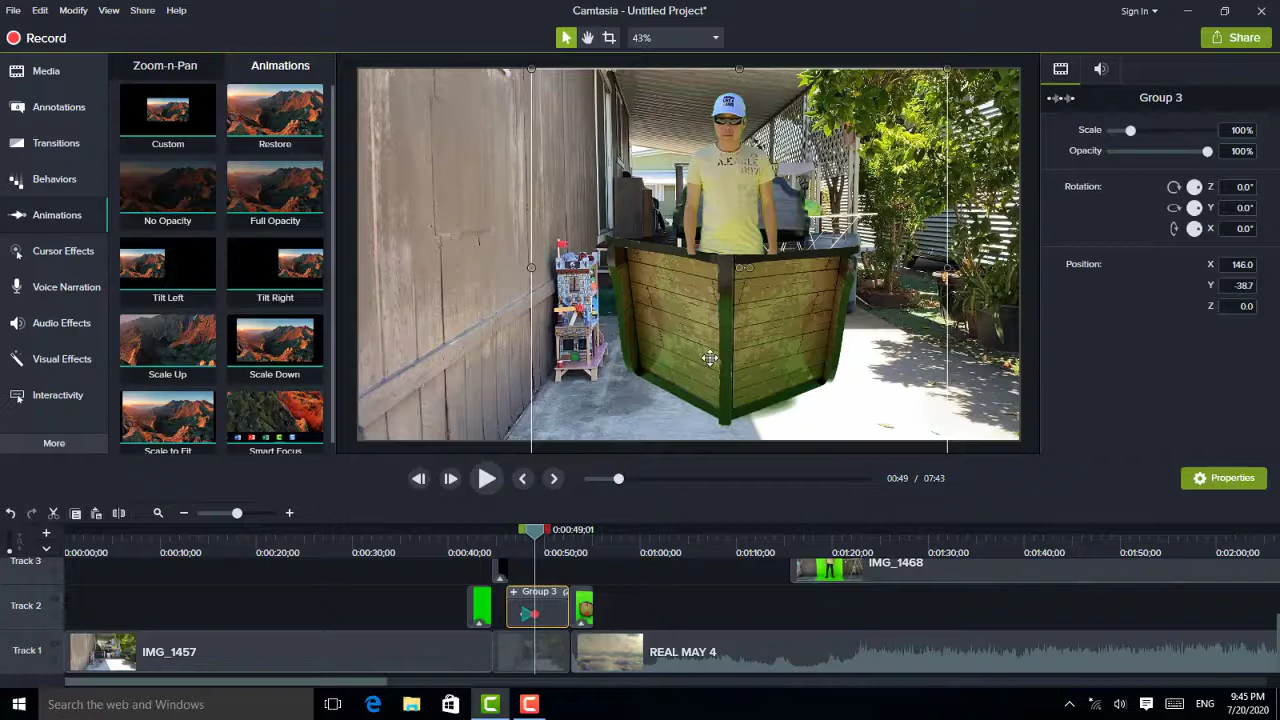 File Edit Modify View Share Help
Camtasia - Untitled Project*
Sign In
Record
43%
Share
Media
Annotations
Transitions
Behaviors
Animations
Cursor Effects
Voice Narration
Audio Effects
Visual Effects
Interactivity
More
Zoom-n-Pan
Animations
Custom
Restore
No Opacity
Full Opacity
Tilt Left
Tilt Right
Scale Up
Scale Down
Scale to Fit
Smart Focus
Group 3
Scale 100%
Opacity 100%
Rotation: Z 0.0°
Y 0.0°
X 0.0°
Position: X 146.0
Y -38.7
Z 0.0
00:49 / 07:43
Properties
0:00:49;01
0:00:00;00 0:00:10;00 0:00:20;00 0:00:30;00 0:00:40;00 0:00:50;00 0:01:00;00 0:01:10;00 0:01:20;00 0:01:30;00 0:01:40;00 0:01:50;00 0:02:00;00
Track 3
IMG_1468
Track 2
+ Group 3
Track 1
IMG_1457
REAL MAY 4
Search the web and Windows
ENG
9:45 PM
7/20/2020